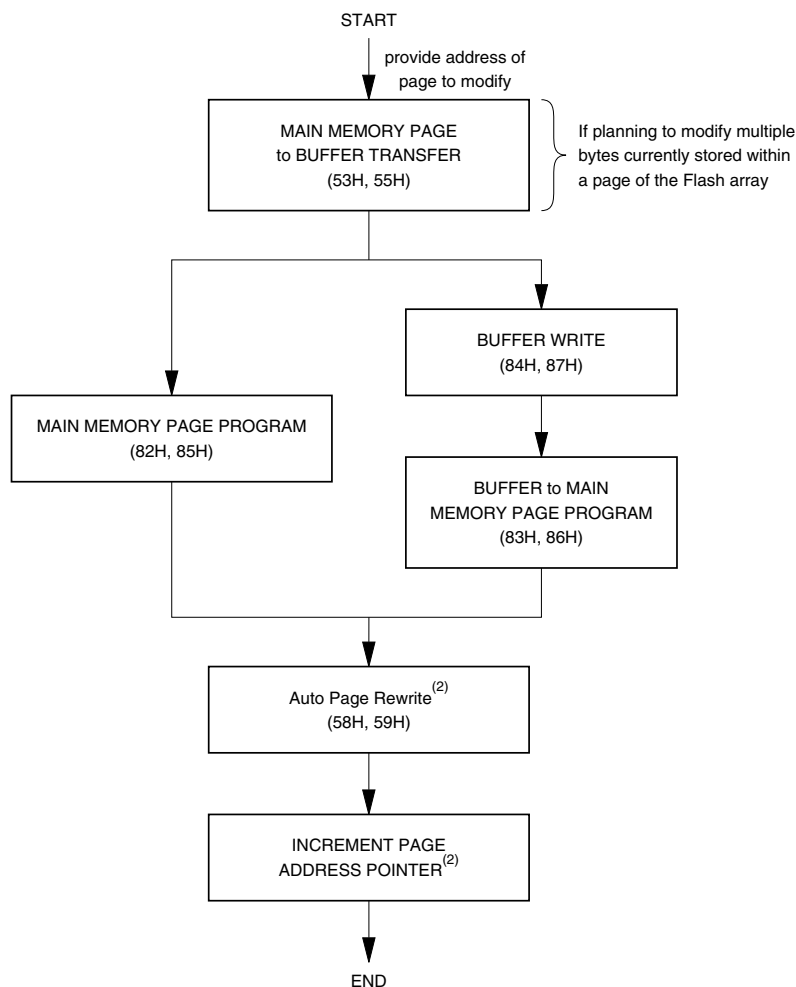 START
provide address of
page to modify
MAIN MEMORY PAGE
to BUFFER TRANSFER
(53H, 55H)
If planning to modify multiple
bytes currently stored within
a page of the Flash array
BUFFER WRITE
(84H, 87H)
MAIN MEMORY PAGE PROGRAM
(82H, 85H)
BUFFER to MAIN
MEMORY PAGE PROGRAM
(83H, 86H)
Auto Page Rewrite(2)
(58H, 59H)
INCREMENT PAGE
ADDRESS POINTER(2)
END